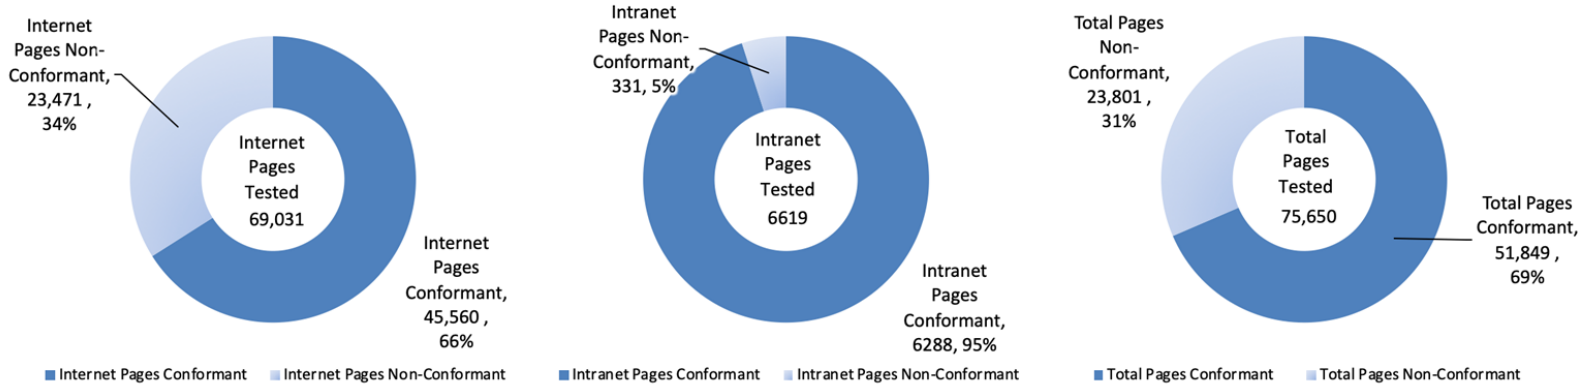 Internet
Pages Non-
Conformant,
23,471 ,
34%
Internet
Pages
Tested
69,031
Internet
Pages
Conformant,
45,560 ,
66%
Internet Pages Conformant
Internet Pages Non-Conformant
Intranet
Pages Non-
Conformant,
331, 5%
Intranet
Pages
Tested
6619
Intranet
Pages
Conformant,
6288, 95%
Intranet Pages Conformant
Intranet Pages Non-Conformant
Total Pages
Non-
Conformant,
23,801 ,
31%
Total
Pages
Tested
75,650
Total Pages
Conformant,
51,849 ,
69%
Total Pages Conformant
Total Pages Non-Conformant